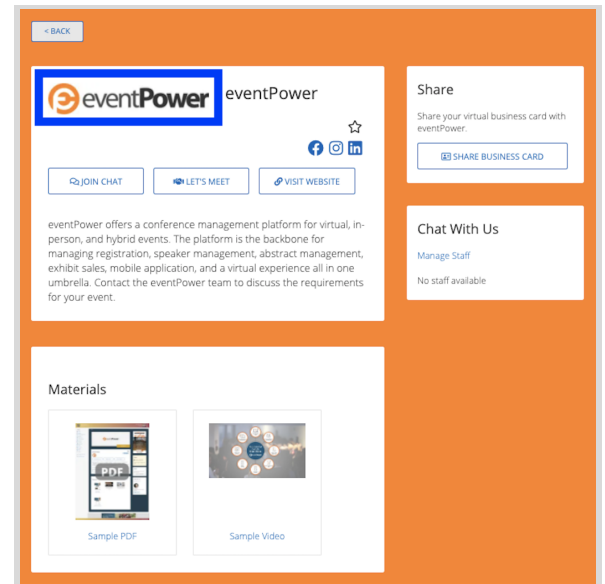 < BACK
eventPower eventPower
JOIN CHAT LET'S MEET VISIT WEBSITE
eventPower offers a conference management platform for virtual, in-
person, and hybrid events. The platform is the backbone for
managing registration, speaker management, abstract management,
exhibit sales, mobile application, and a virtual experience all in one
umbrella. Contact the eventPower team to discuss the requirements
for your event.
Share
Share your virtual business card with
eventPower.
SHARE BUSINESS CARD
Chat With Us
Manage Staff
No staff available
Materials
PDF
Sample PDF
Sample Video